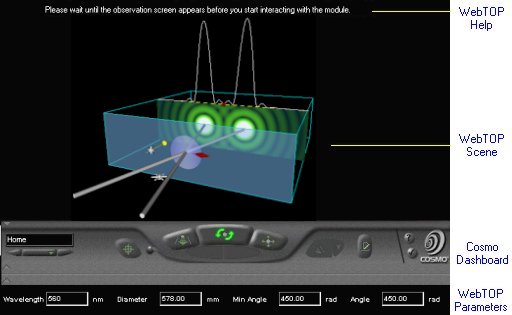 Please wait until the observation screen appears before you start interacting with the module.
WebTOP
Help
WebTOP
Scene
Home
COSMO
Cosmo
Dashboard
WebTOP
Parameters
Wavelength 560 nm Diameter 578.00 mm Min Angle 450.00 rad Angle 450.00 rad